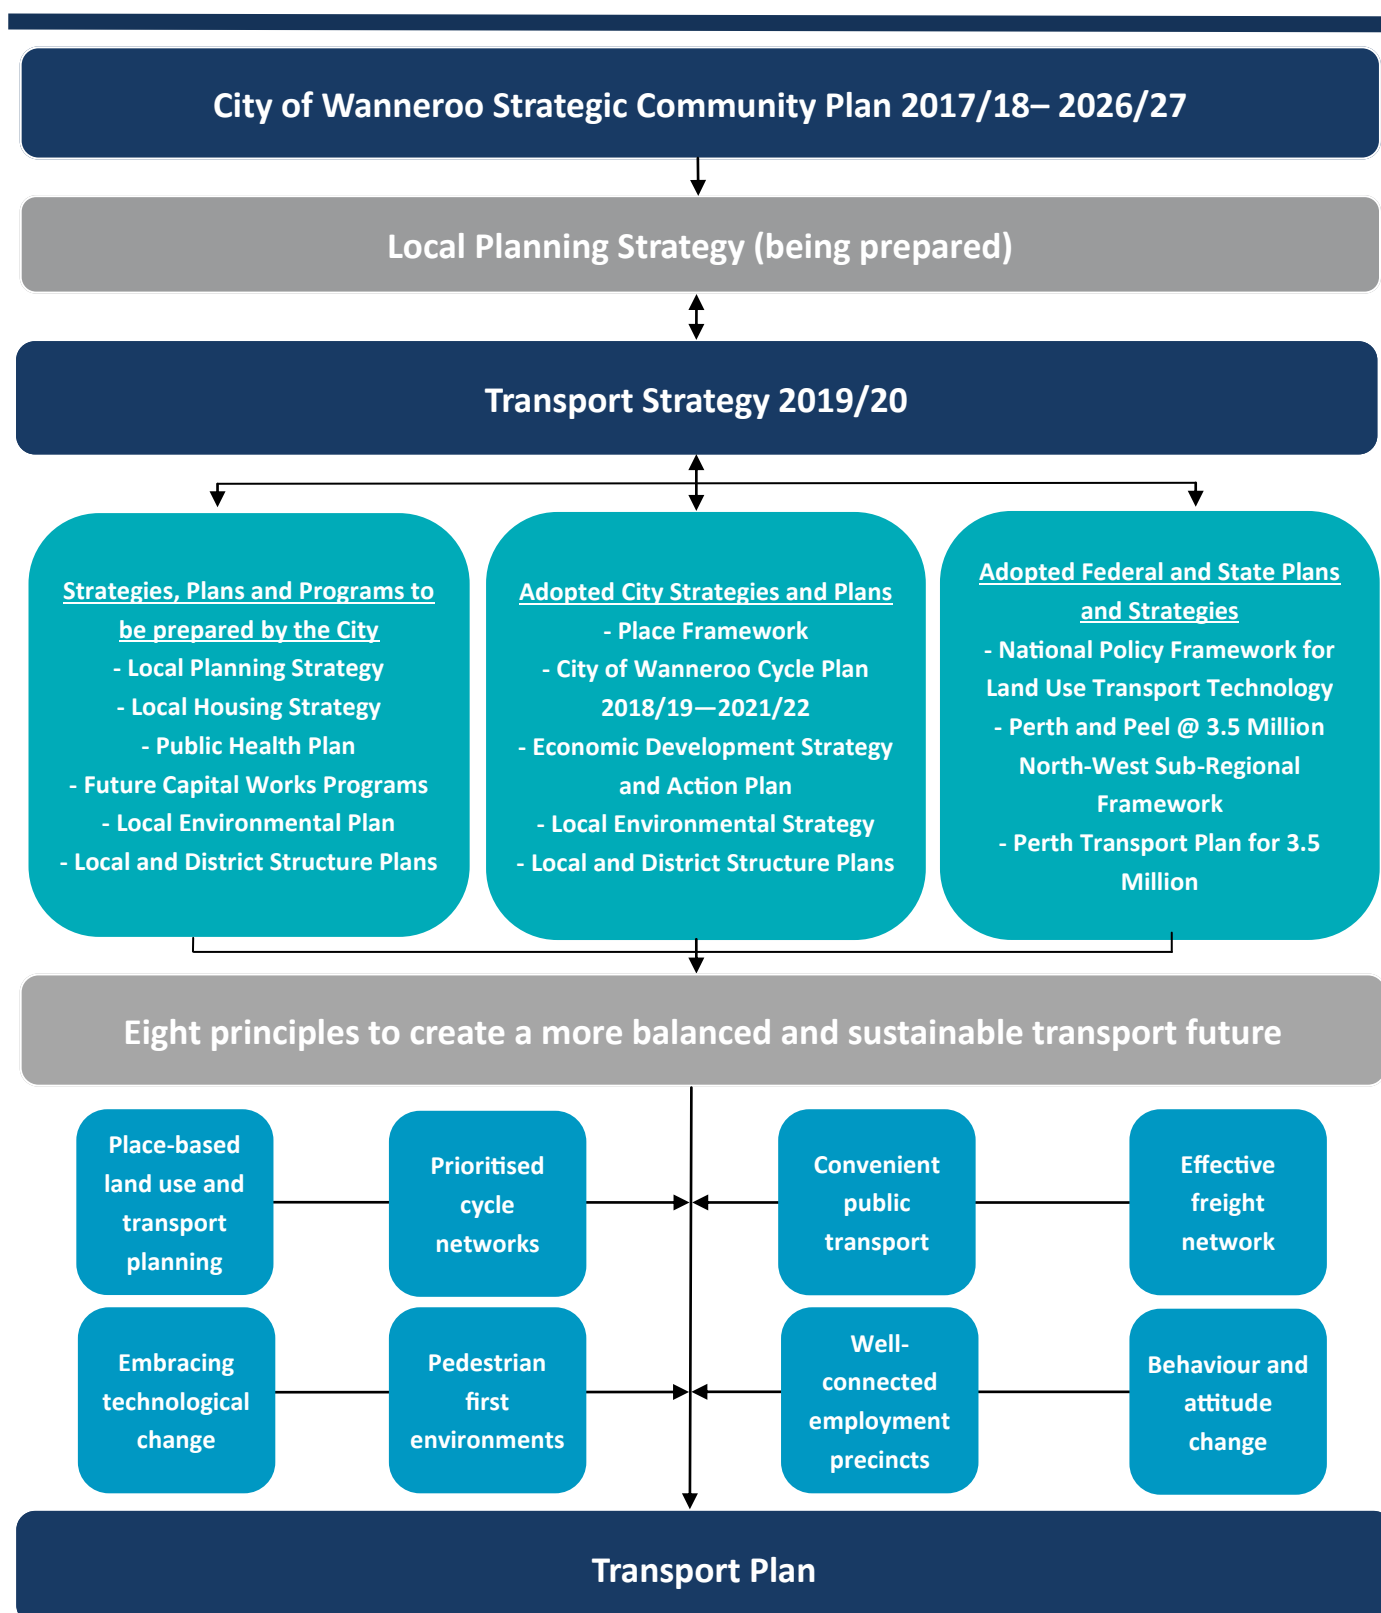 City of Wanneroo Strategic Community Plan 2017/18– 2026/27
Local Planning Strategy (being prepared)
Transport Strategy 2019/20
Strategies, Plans and Programs to
be prepared by the City
- Local Planning Strategy
- Local Housing Strategy
- Public Health Plan
- Future Capital Works Programs
- Local Environmental Plan
- Local and District Structure Plans
Adopted City Strategies and Plans
- Place Framework
- City of Wanneroo Cycle Plan
2018/19—2021/22
- Economic Development Strategy
and Action Plan
- Local Environmental Strategy
- Local and District Structure Plans
Adopted Federal and State Plans
and Strategies
- National Policy Framework for
Land Use Transport Technology
- Perth and Peel @ 3.5 Million
North-West Sub-Regional
Framework
- Perth Transport Plan for 3.5
Million
Eight principles to create a more balanced and sustainable transport future
Place-based
land use and
transport
planning
Prioritised
cycle
networks
Convenient
public
transport
Effective
freight
network
Embracing
technological
change
Pedestrian
first
environments
Well-
connected
employment
precincts
Behaviour and
attitude
change
Transport Plan